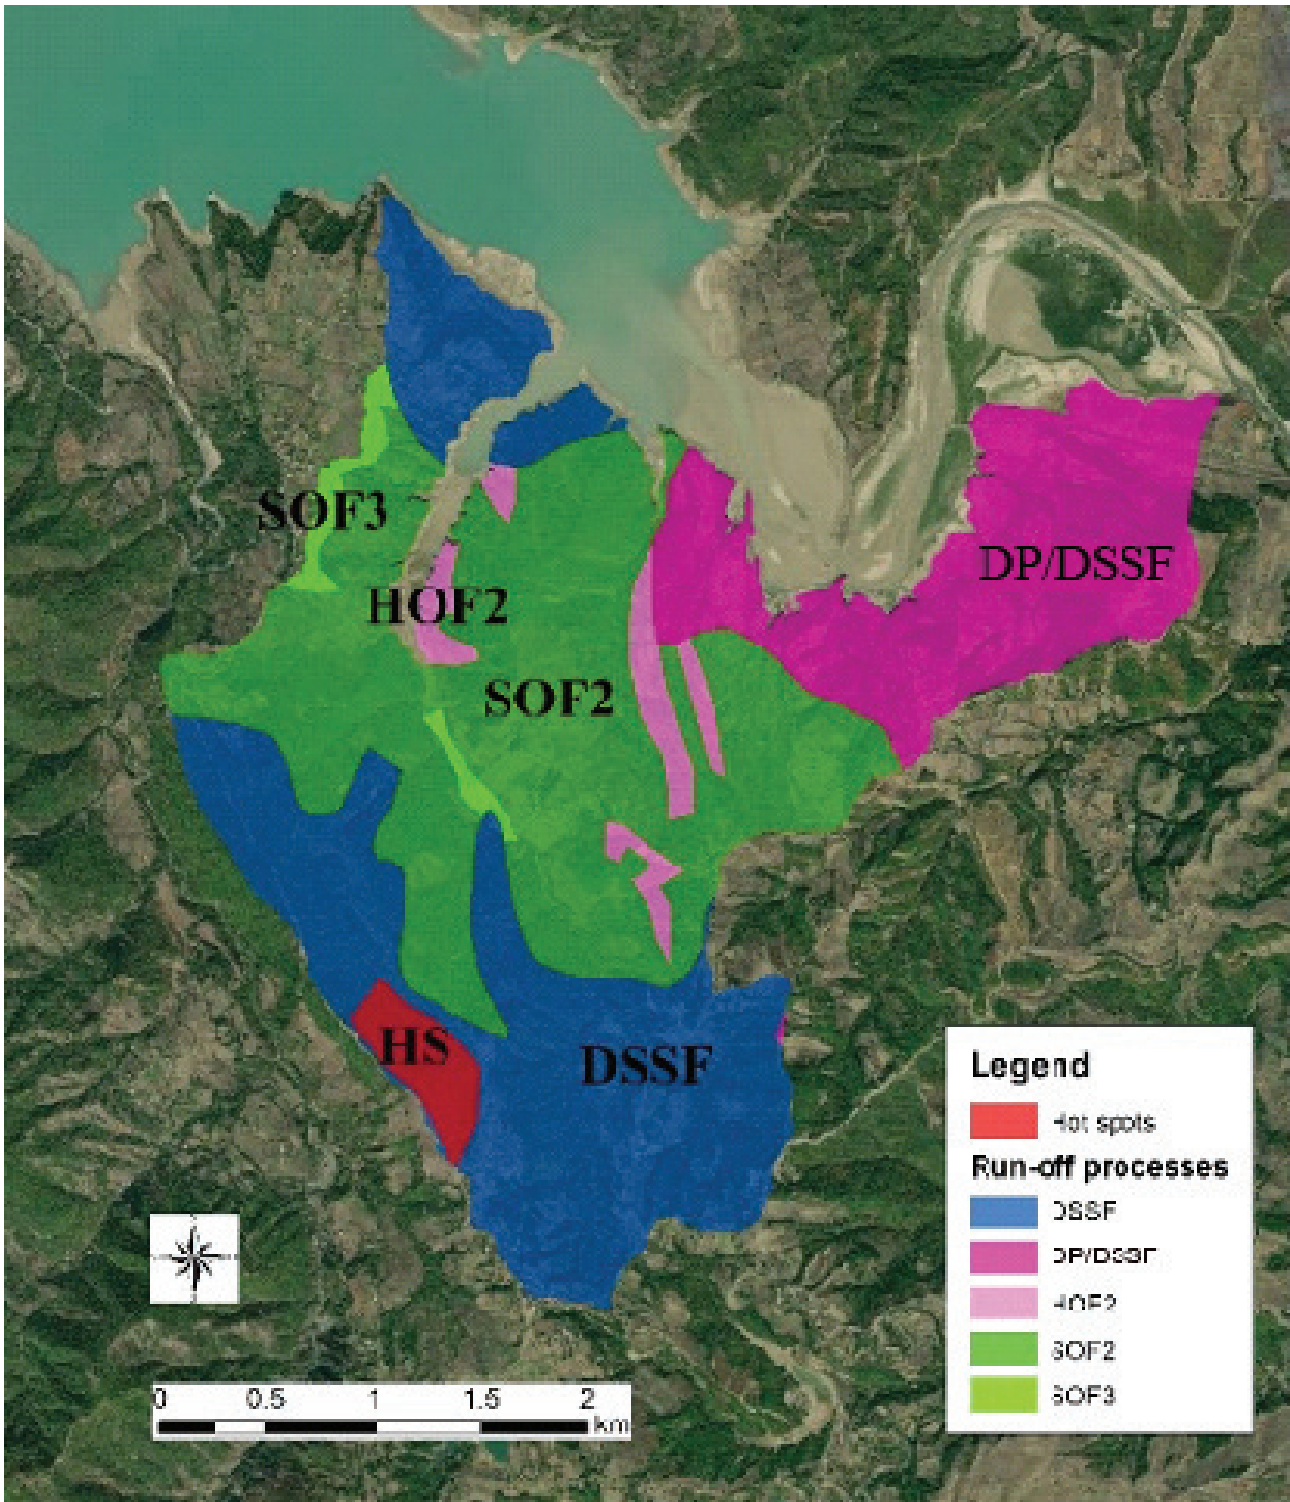 SOF3
HOF2
SOF2
DP/DSSF
HS
DSSF
Legend
Hot spots
Run-off processes
DSSF
DP/DSSF
HOF2
SOF2
SOF3
0 0.5 1 1.5 2
km